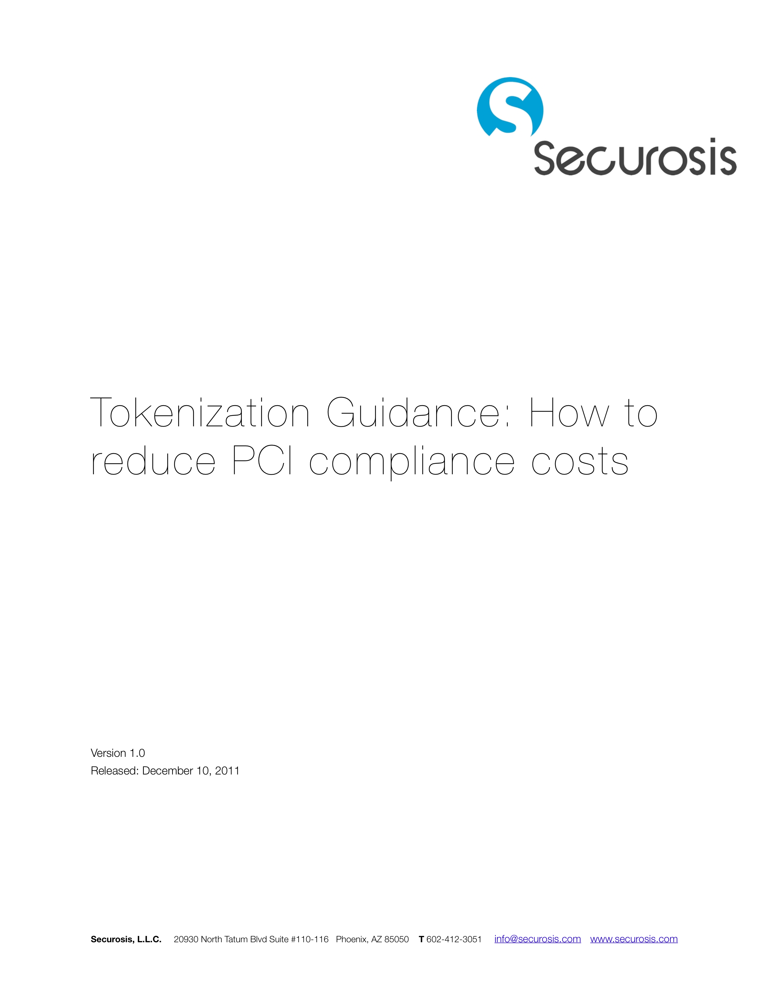 Securosis
Tokenization Guidance: How to
reduce PCI compliance costs
Version 1.0
Released: December 10, 2011
Securosis, L.L.C. 20930 North Tatum Blvd Suite #110-116 Phoenix, AZ 85050 T 602-412-3051 info@securosis.com www.securosis.com